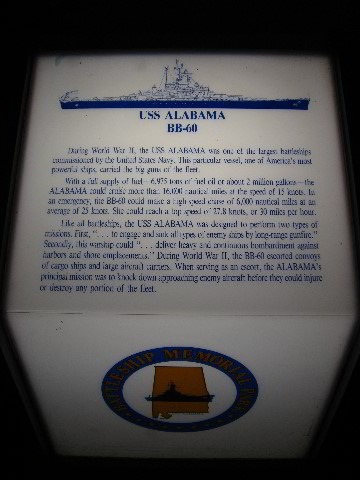 USS ALABAMA
BB-60
During World War II, the USS ALABAMA was one of the largest battleships
commissioned by the United States Navy. This particular vessel, one of America's most
powerful ships, carried the big guns of the fleet.
With a full supply of fuel—6,975 tons of fuel oil or about 2 million gallons—the
ALABAMA could cruise more than 16,000 nautical miles at the speed of 15 knots. In
an emergency, the BB-60 could make a high speed chase of 6,000 nautical miles at an
average of 25 knots. She could reach a top speed of 27.8 knots, or 30 miles per hour.
Like all battleships, the USS ALABAMA was designed to perform two types of
missions. First, ". . . to engage and sink all types of enemy ships by long-range gunfire."
Secondly, this warship could ". . . deliver heavy and continuous bombardment against
harbors and shore emplacements." During World War II, the BB-60 escorted convoys
of cargo ships and large aircraft carriers. When serving as an escort, the ALABAMA's
principal mission was to knock down approaching enemy aircraft before they could injure
or destroy any portion of the fleet.
BATTLESHIP MEMORIAL PARK